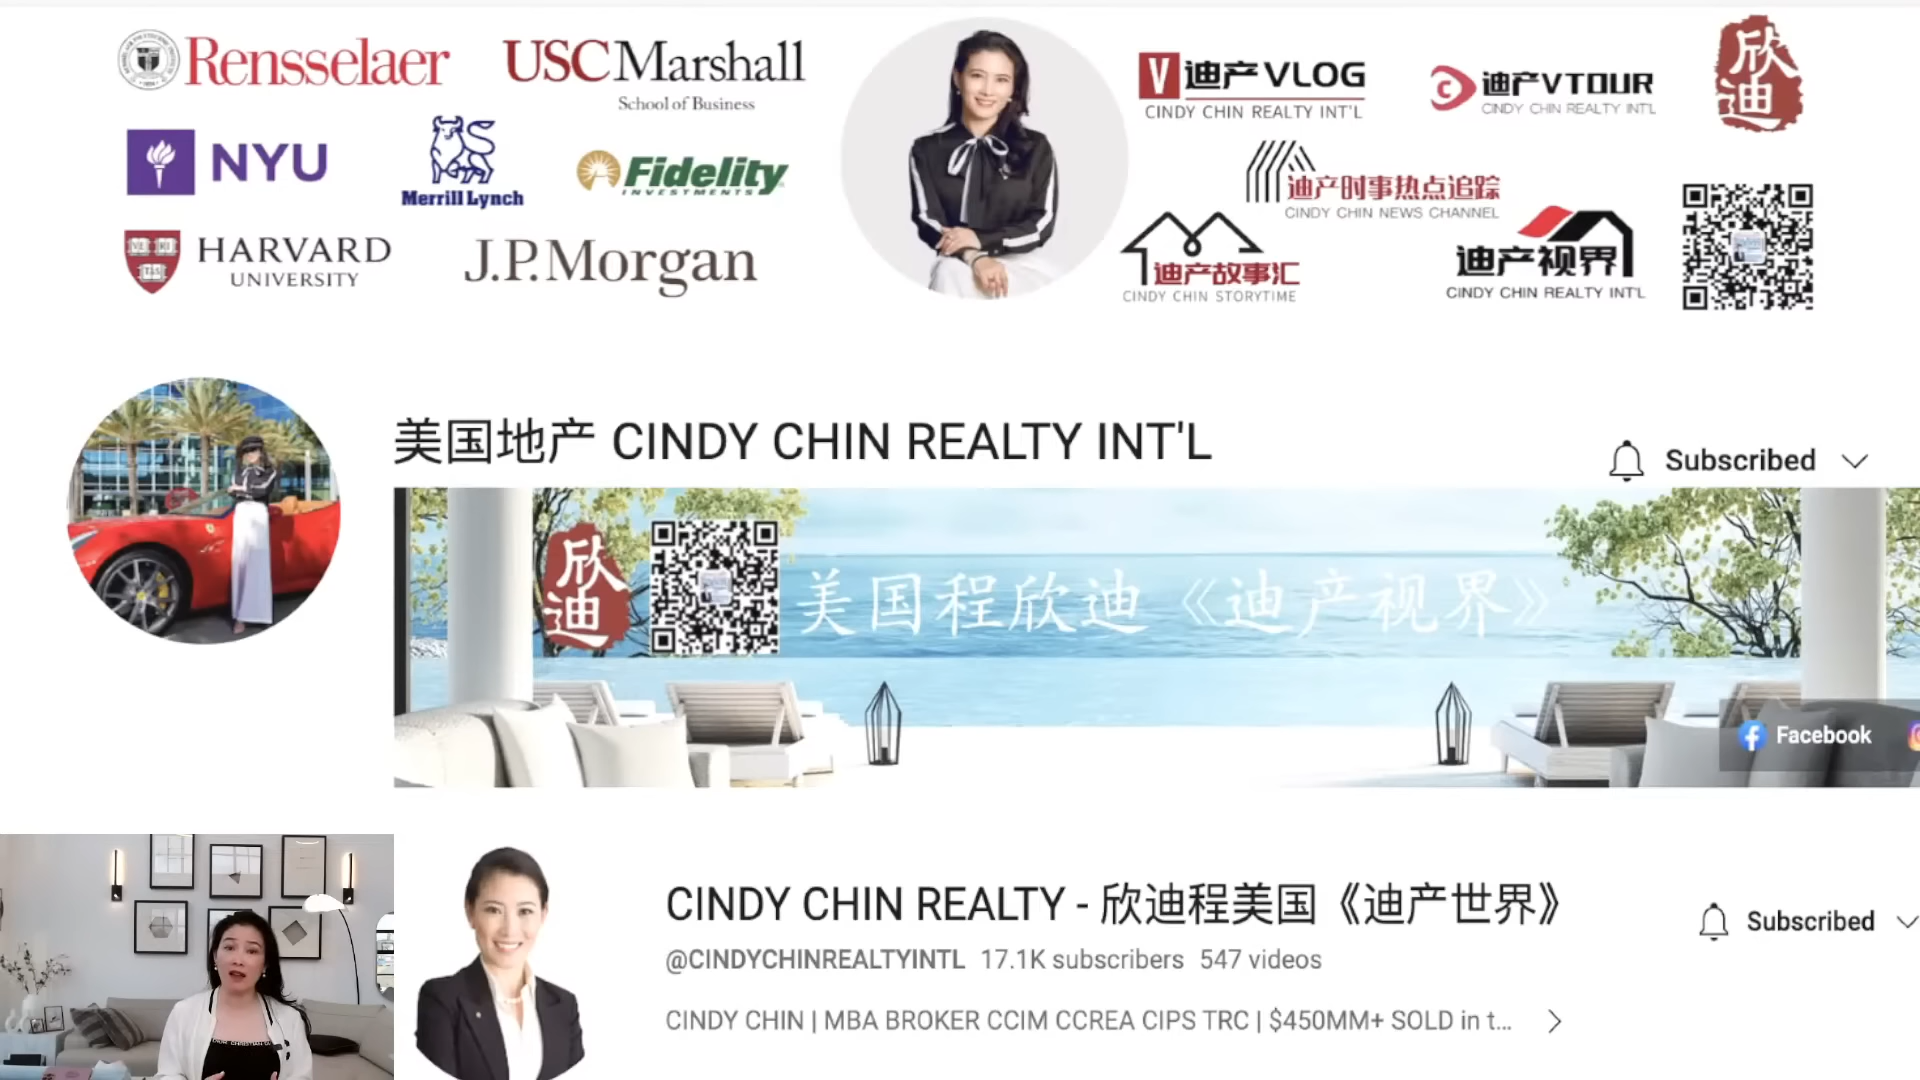 Rensselaer
USC Marshall
School of Business
NYU
Merrill Lynch
Fidelity
INVESTMENTS
VE RI TAS
HARVARD
UNIVERSITY
J.P.Morgan
V 迪产VLOG
CINDY CHIN REALTY INT'L
迪产VTOUR
CINDY CHIN REALTY INT'L
欣迪
迪产时事热点追踪
CINDY CHIN NEWS CHANNEL
迪产故事汇
CINDY CHIN STORYTIME
迪产视界
CINDY CHIN REALTY INT'L
美国地产 CINDY CHIN REALTY INT'L
Subscribed
欣迪
美国程欣迪《迪产视界》
Facebook
CINDY CHIN REALTY - 欣迪程美国《迪产世界》
@CINDYCHINREALTYINTL 17.1K subscribers 547 videos
Subscribed
CINDY CHIN | MBA BROKER CCIM CCREA CIPS TRC | $450MM+ SOLD in t...